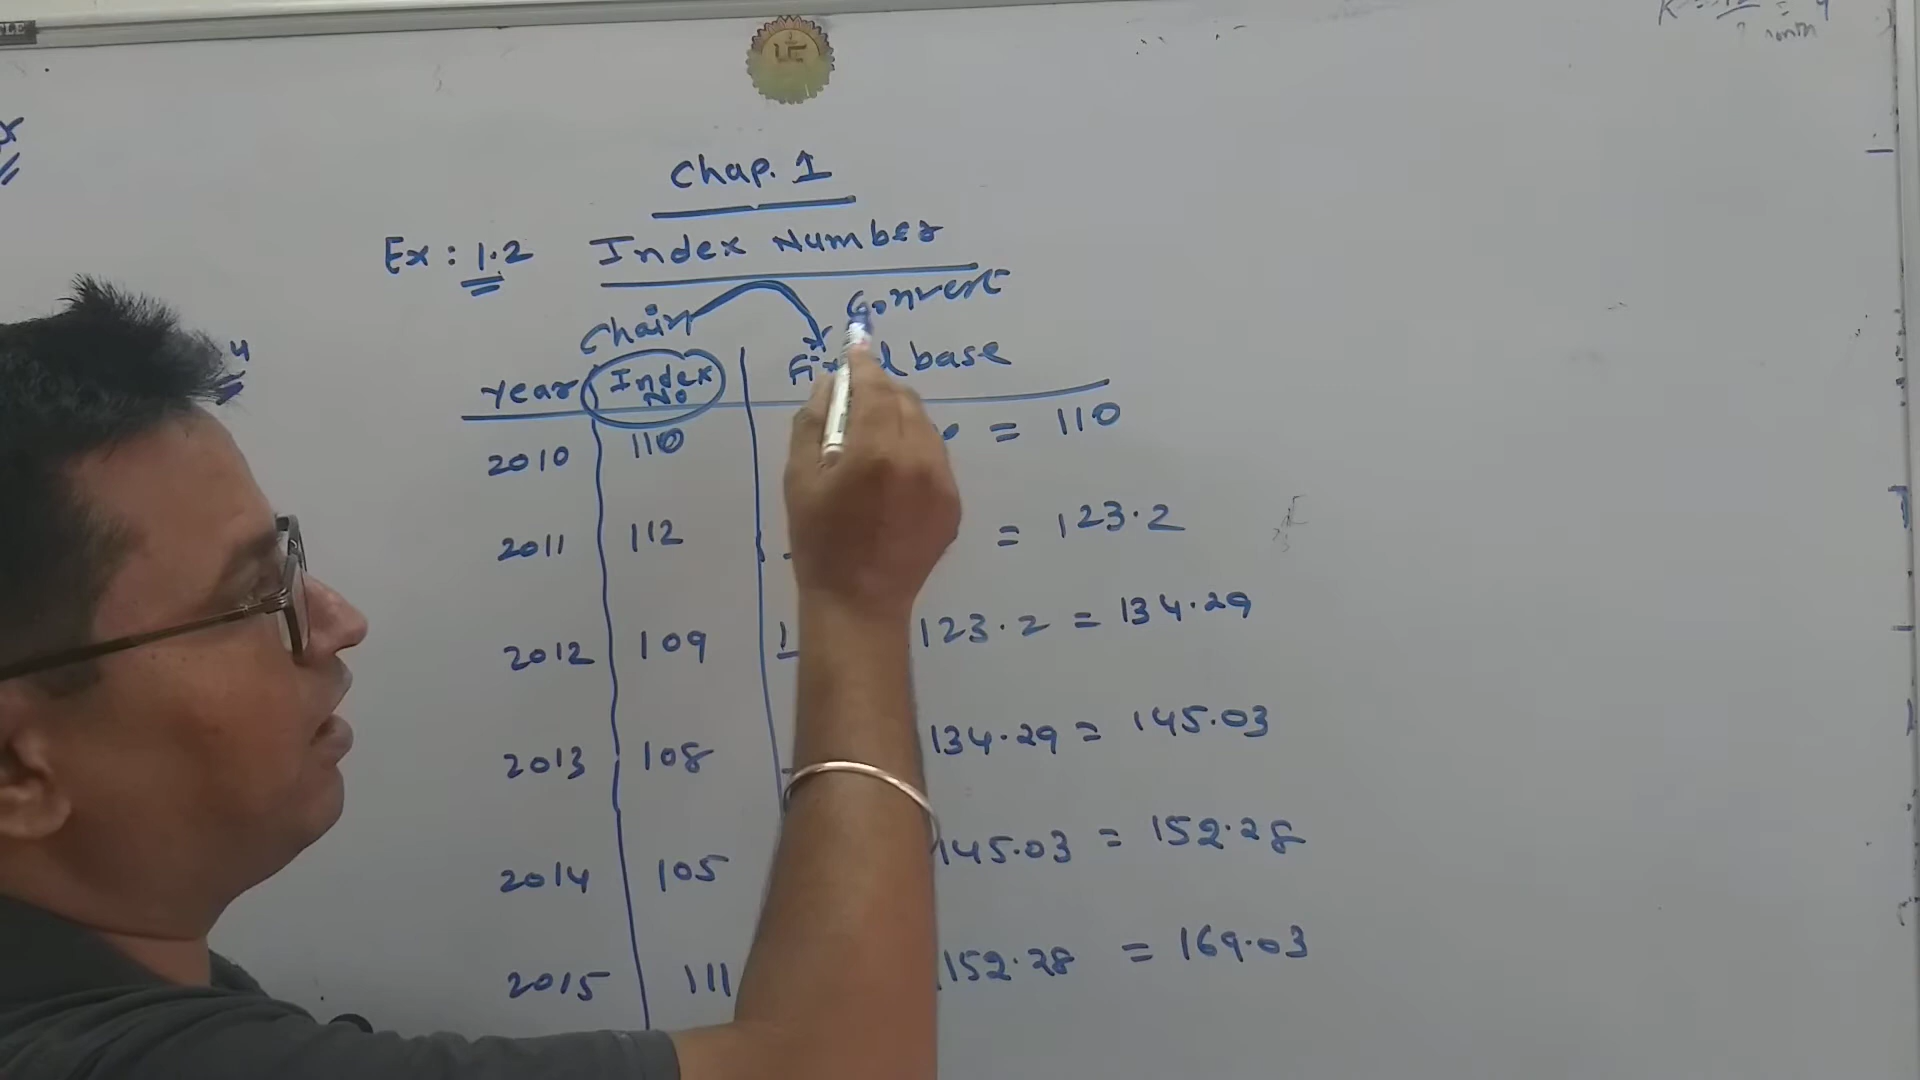 Chap. 1
Ex : 1.2 Index Number
Chain Convert
Year Index No base
2010 110 = 110
2011 112 = 123.2
2012 109 123.2 = 134.29
2013 108 134.29 = 145.03
2014 105 145.03 = 152.28
2015 111 152.28 = 169.03
4